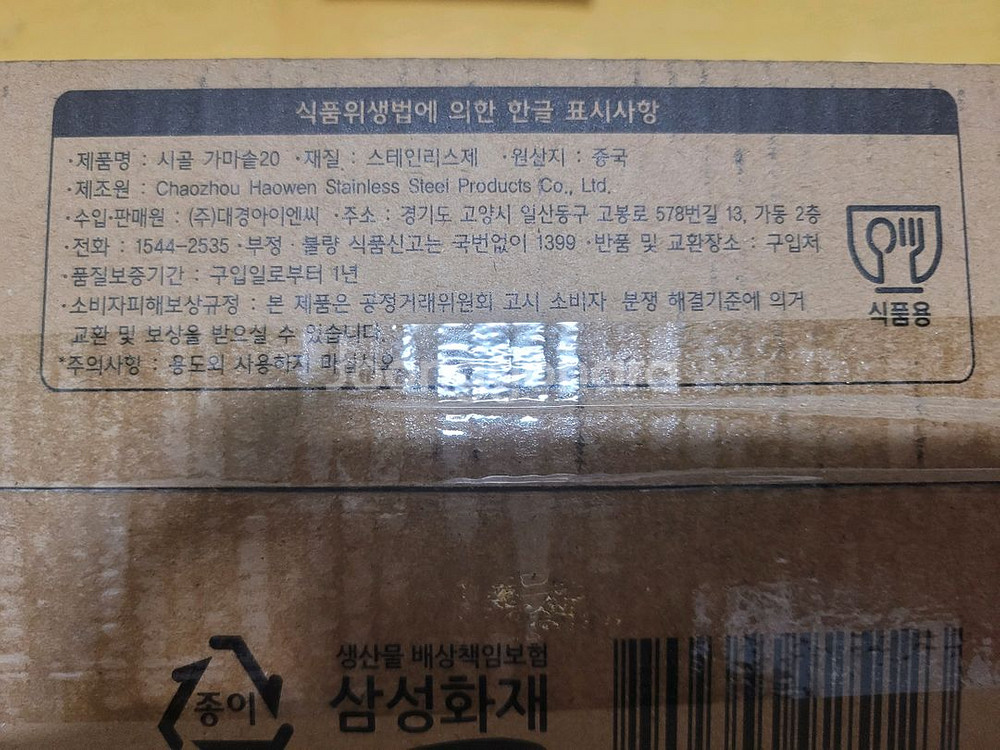 식품위생법에 의한 한글 표시사항
·제품명 : 시골 가마솥20 ·재질 : 스테인리스제 ·원산지 : 중국
·제조원 : Chaozhou Haowen Stainless Steel Products Co., Ltd.
·수입·판매원 : (주)대경아이엔씨 ·주소 : 경기도 고양시 일산동구 고봉로 578번길 13, 가동 2층
·전화 : 1544-2535 ·부정 · 불량 식품신고는 국번없이 1399 ·반품 및 교환장소 : 구입처
·품질보증기간 : 구입일로부터 1년
·소비자피해보상규정 : 본 제품은 공정거래위원회 고시 소비자 분쟁 해결기준에 의거
교환 및 보상을 받으실 수 있습니다.
*주의사항 : 용도외 사용하지 마십시오.
식품용
생산물 배상책임보험
종이
삼성화재